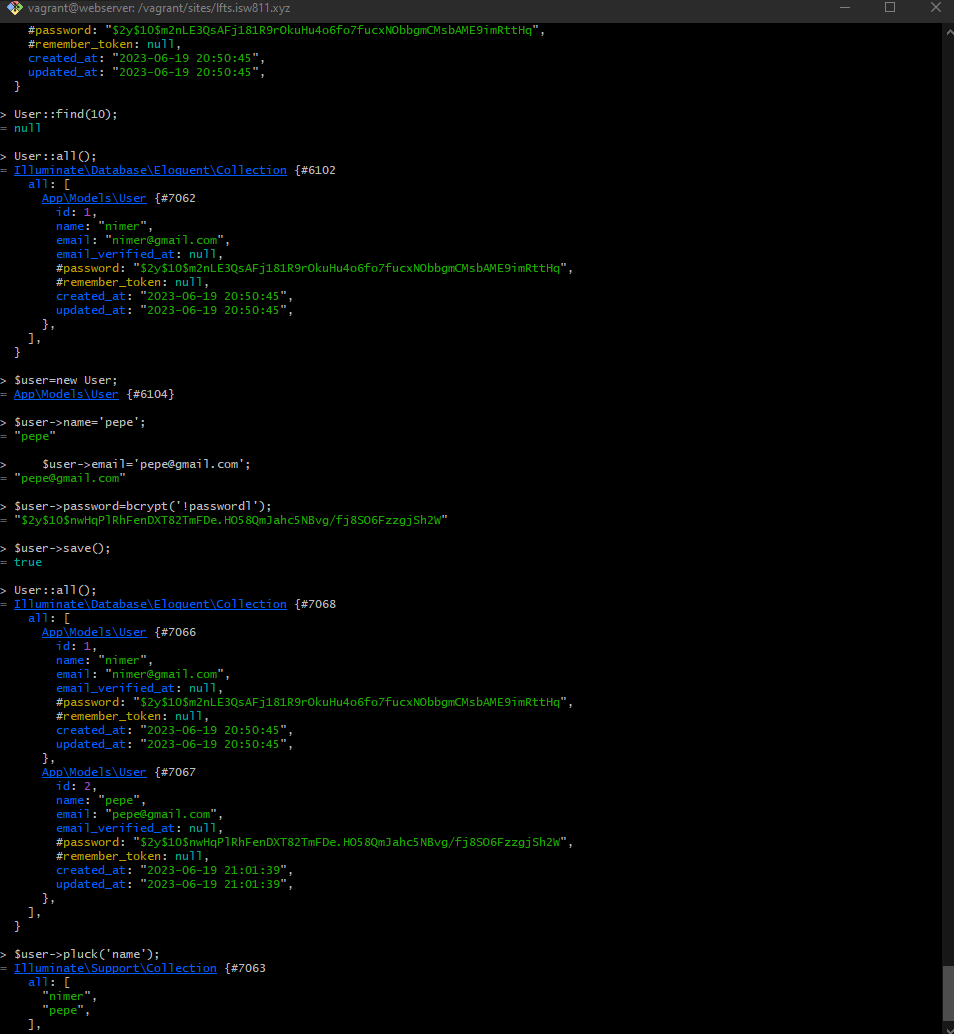 vagrant@webserver: /vagrant/sites/lfts.isw811.xyz
#password: "$2y$10$m2nLE3QsAFj181R9rOkuHu4o6fo7fucxNObbgmCMsbAME9imRttHq",
#remember_token: null,
created_at: "2023-06-19 20:50:45",
updated_at: "2023-06-19 20:50:45",
}
> User::find(10);
= null
> User::all();
= Illuminate\Database\Eloquent\Collection {#6102
all: [
App\Models\User {#7062
id: 1,
name: "nimer",
email: "nimer@gmail.com",
email_verified_at: null,
#password: "$2y$10$m2nLE3QsAFj181R9rOkuHu4o6fo7fucxNObbgmCMsbAME9imRttHq",
#remember_token: null,
created_at: "2023-06-19 20:50:45",
updated_at: "2023-06-19 20:50:45",
},
],
}
> $user=new User;
= App\Models\User {#6104}
> $user->name='pepe';
= "pepe"
> $user->email='pepe@gmail.com';
= "pepe@gmail.com"
> $user->password=bcrypt('!password]');
= "$2y$10$nwHqPlRhFenDXT82TmFDe.HO58QmJahc5NBvg/fj8SO6FzzgjSh2W"
> $user->save();
= true
> User::all();
= Illuminate\Database\Eloquent\Collection {#7068
all: [
App\Models\User {#7066
id: 1,
name: "nimer",
email: "nimer@gmail.com",
email_verified_at: null,
#password: "$2y$10$m2nLE3QsAFj181R9rOkuHu4o6fo7fucxNObbgmCMsbAME9imRttHq",
#remember_token: null,
created_at: "2023-06-19 20:50:45",
updated_at: "2023-06-19 20:50:45",
},
App\Models\User {#7067
id: 2,
name: "pepe",
email: "pepe@gmail.com",
email_verified_at: null,
#password: "$2y$10$nwHqPlRhFenDXT82TmFDe.HO58QmJahc5NBvg/fj8SO6FzzgjSh2W",
#remember_token: null,
created_at: "2023-06-19 21:01:39",
updated_at: "2023-06-19 21:01:39",
},
],
}
> $user->pluck('name');
= Illuminate\Support\Collection {#7063
all: [
"nimer",
"pepe",
],